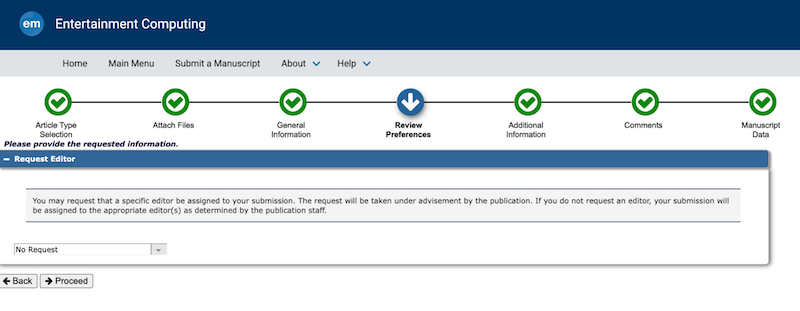 em Entertainment Computing
Home Main Menu Submit a Manuscript About Help
Article Type Selection
Attach Files
General Information
Review Preferences
Additional Information
Comments
Manuscript Data
Please provide the requested information.
Request Editor
You may request that a specific editor be assigned to your submission. The request will be taken under advisement by the publication. If you do not request an editor, your submission will
be assigned to the appropriate editor(s) as determined by the publication staff.
No Request
Back Proceed